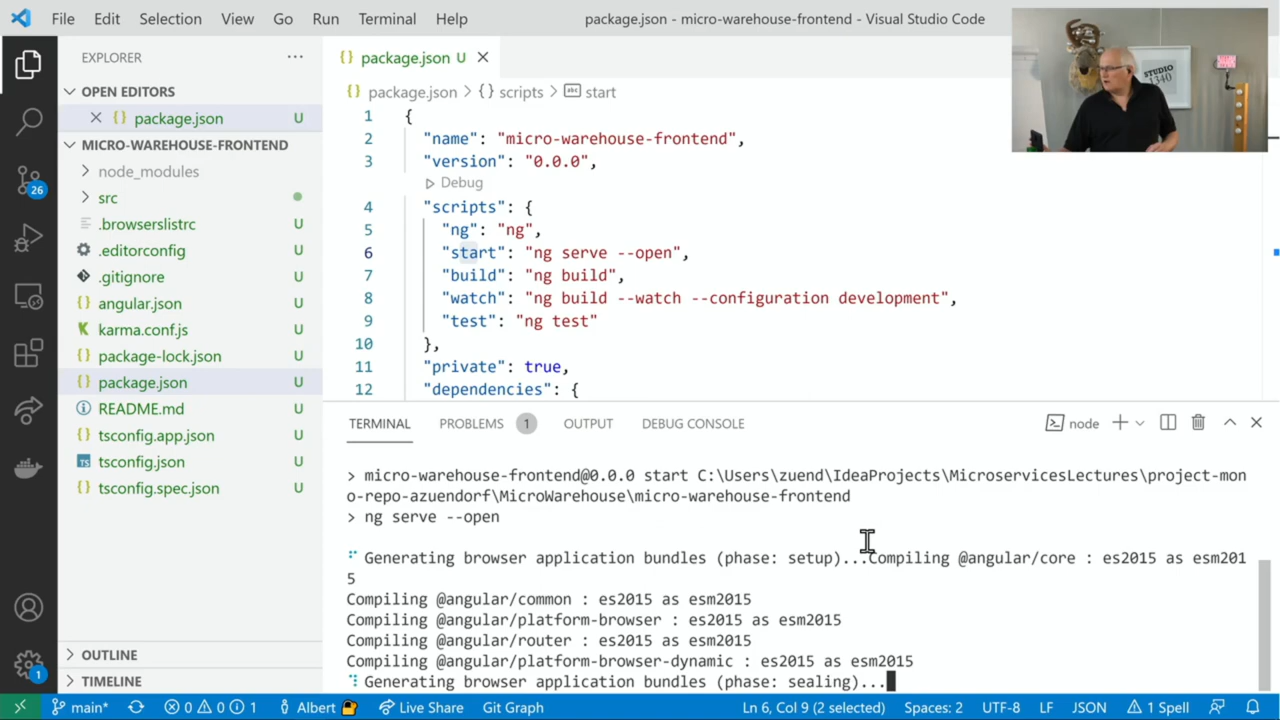 File Edit Selection View Go Run Terminal Help
package.json - micro-warehouse-frontend - Visual Studio Code
STUDIO
1340
EXPLORER
OPEN EDITORS
package.json U
MICRO-WAREHOUSE-FRONTEND
node_modules
src
.browserslistrc U
.editorconfig U
.gitignore U
angular.json U
karma.conf.js U
package-lock.json U
package.json U
README.md U
tsconfig.app.json U
tsconfig.json U
tsconfig.spec.json U
OUTLINE
TIMELINE
26
1
package.json U
package.json > {} scripts > start
1 {
2 "name": "micro-warehouse-frontend",
3 "version": "0.0.0",
Debug
4 "scripts": {
5 "ng": "ng",
6 "start": "ng serve --open",
7 "build": "ng build",
8 "watch": "ng build --watch --configuration development",
9 "test": "ng test"
10 },
11 "private": true,
12 "dependencies": {
TERMINAL PROBLEMS 1 OUTPUT DEBUG CONSOLE
node
> micro-warehouse-frontend@0.0.0 start C:\Users\zuend\IdeaProjects\MicroservicesLectures\project-mon
o-repo-azuendorf\MicroWarehouse\micro-warehouse-frontend
> ng serve --open
Generating browser application bundles (phase: setup)...Compiling @angular/core : es2015 as esm201
5
Compiling @angular/common : es2015 as esm2015
Compiling @angular/platform-browser : es2015 as esm2015
Compiling @angular/router : es2015 as esm2015
Compiling @angular/platform-browser-dynamic : es2015 as esm2015
Generating browser application bundles (phase: sealing)...
main* 0 0 1 Albert Live Share Git Graph Ln 6, Col 9 (2 selected) Spaces: 2 UTF-8 LF JSON 1 Spell